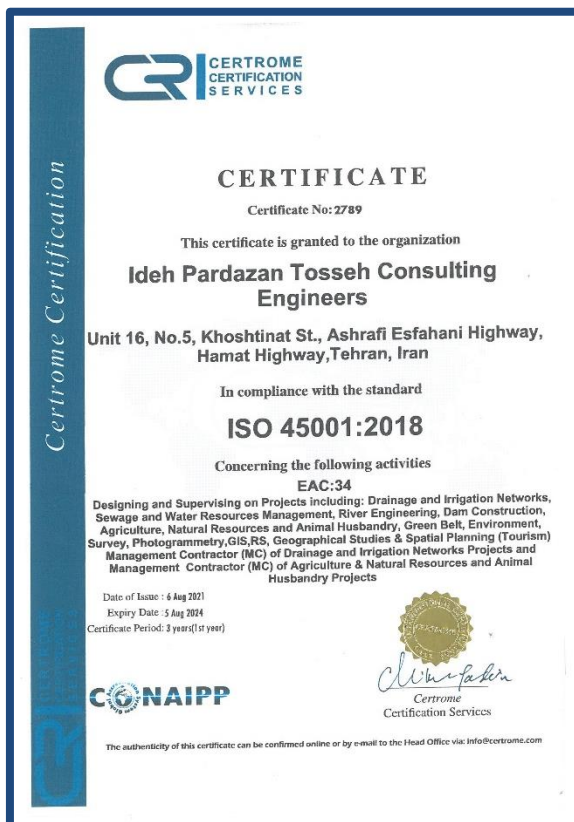 CERTROME
CERTIFICATION
SERVICES
Certrome Certification
CERTIFICATE
Certificate No:2789
This certificate is granted to the organization
Ideh Pardazan Tosseh Consulting
Engineers
Unit 16, No.5, Khoshtinat St., Ashrafi Esfahani Highway,
Hamat Highway,Tehran, Iran
In compliance with the standard
ISO 45001:2018
Concerning the following activities
EAC:34
Designing and Supervising on Projects including: Drainage and Irrigation Networks,
Sewage and Water Resources Management, River Engineering, Dam Construction,
Agriculture, Natural Resources and Animal Husbandry, Green Belt, Environment,
Survey, Photogrammetry,GIS,RS, Geographical Studies & Spatial Planning (Tourism)
Management Contractor (MC) of Drainage and Irrigation Networks Projects and
Management Contractor (MC) of Agriculture & Natural Resources and Animal
Husbandry Projects
Date of Issue : 6 Aug 2021
Expiry Date : 5 Aug 2024
Certificate Period: 3 years(1st year)
CONAIPP
Certrome
Certification Services
The authenticity of this certificate can be confirmed online or by e-mail to the Head Office via: info@certrome.com